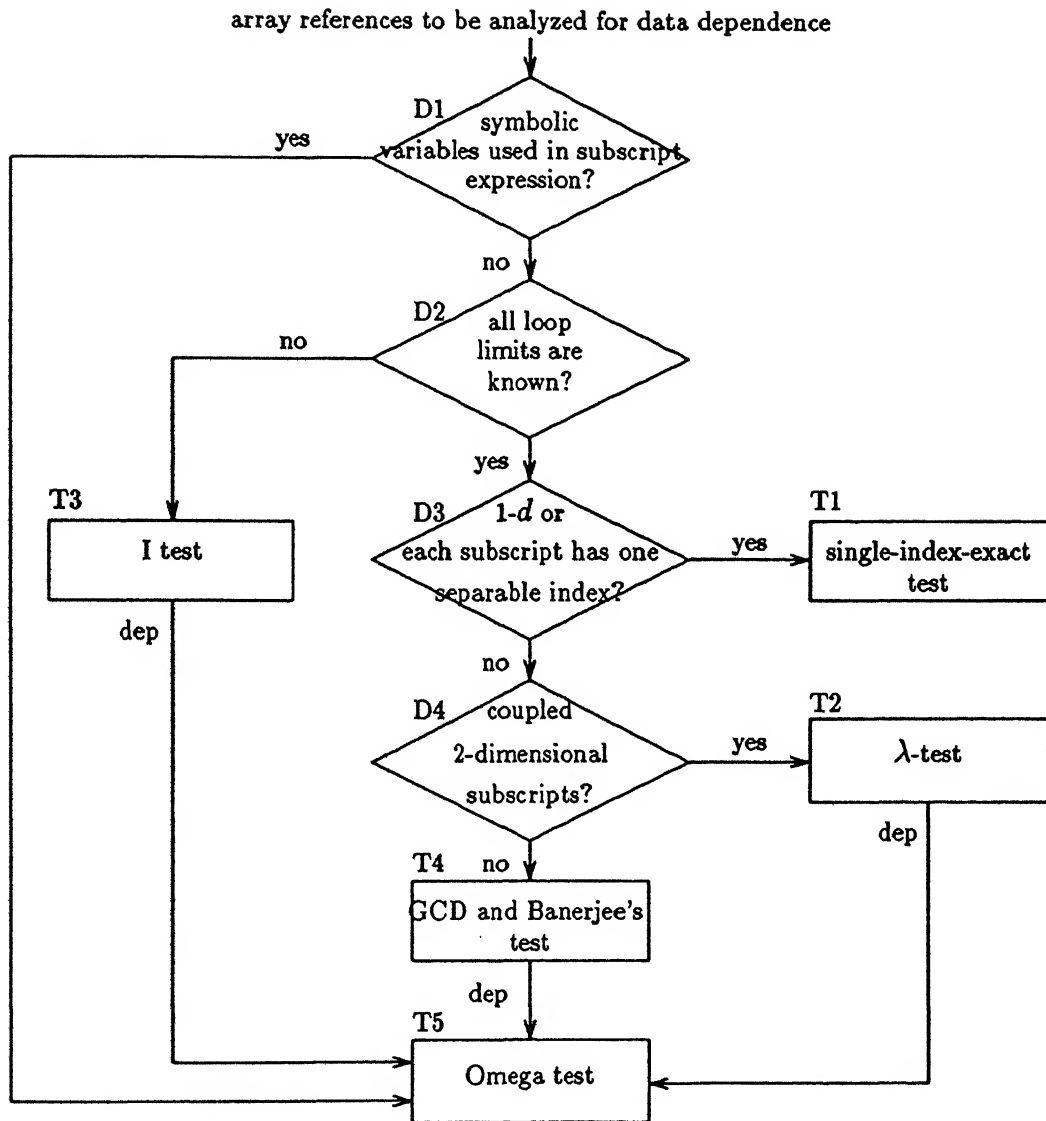 array references to be analyzed for data dependence
D1
symbolic
variables used in subscript
expression?
yes
no
D2
all loop
limits are
known?
no
yes
T3
I test
dep
D3
1-d or
each subscript has one
separable index?
yes
T1
single-index-exact
test
no
D4
coupled
2-dimensional
subscripts?
yes
T2
λ-test
dep
no
T4
GCD and Banerjee's
test
dep
T5
Omega test